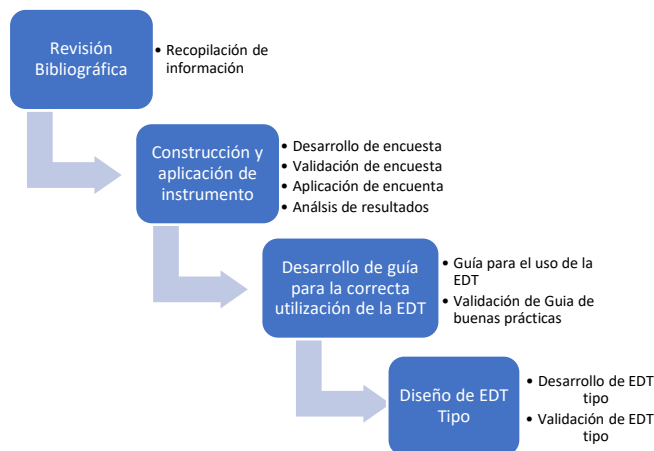 Revisión
Bibliográfica
• Recopilación de
información
Construcción y
aplicación de
instrumento
• Desarrollo de encuesta
• Validación de encuesta
• Aplicación de encuenta
• Análsis de resultados
Desarrollo de guía
para la correcta
utilización de la EDT
• Guía para el uso de la
EDT
• Validación de Guia de
buenas prácticas
Diseño de EDT
Tipo
• Desarrollo de EDT
tipo
• Validación de EDT
tipo